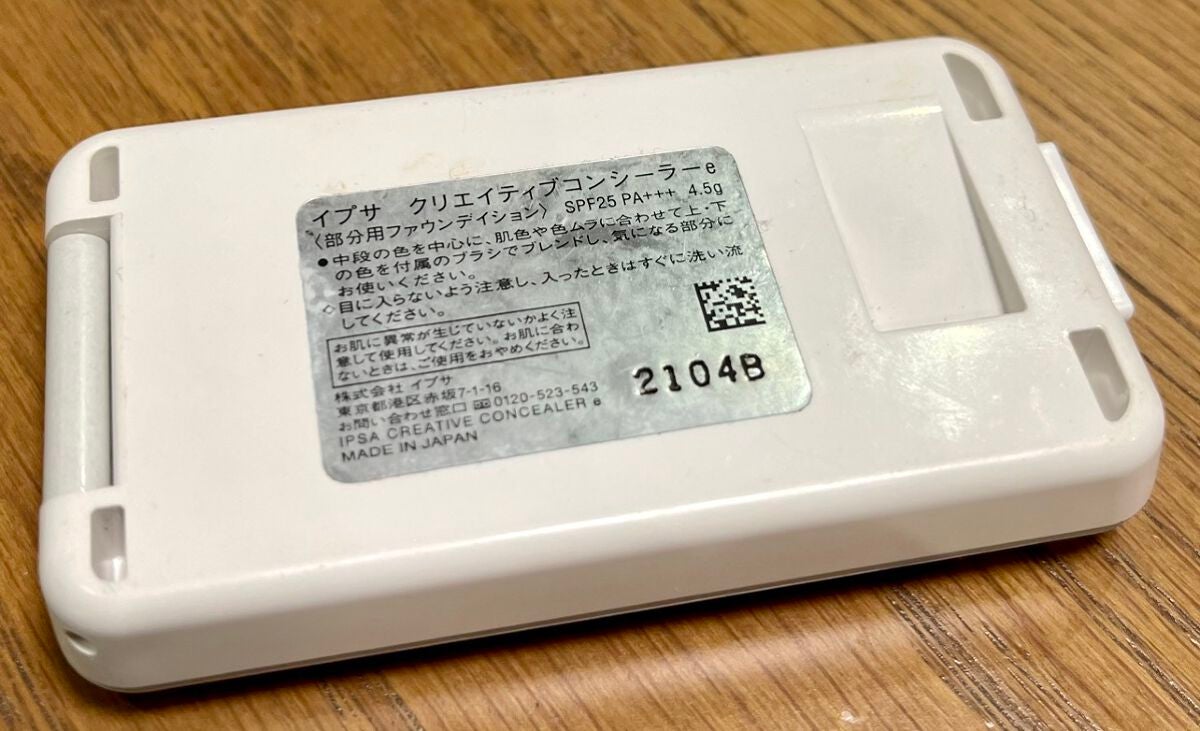 イプサ クリエイティブコンシーラーe
〈部分用ファウンデイション〉 SPF25 PA+++ 4.5g
●中段の色を中心に、肌色や色ムラに合わせて上・下
の色を付属のブラシでブレンドし、気になる部分に
お使いください。
◇目に入らないよう注意し、入ったときはすぐに洗い流
してください。
お肌に異常が生じていないかよく注
意して使用してください。お肌に合わ
ないときは、ご使用をおやめください。
株式会社 イプサ
東京都港区赤坂7-1-16
お問い合わせ窓口 0120-523-543
IPSA CREATIVE CONCEALER e
MADE IN JAPAN
2104B